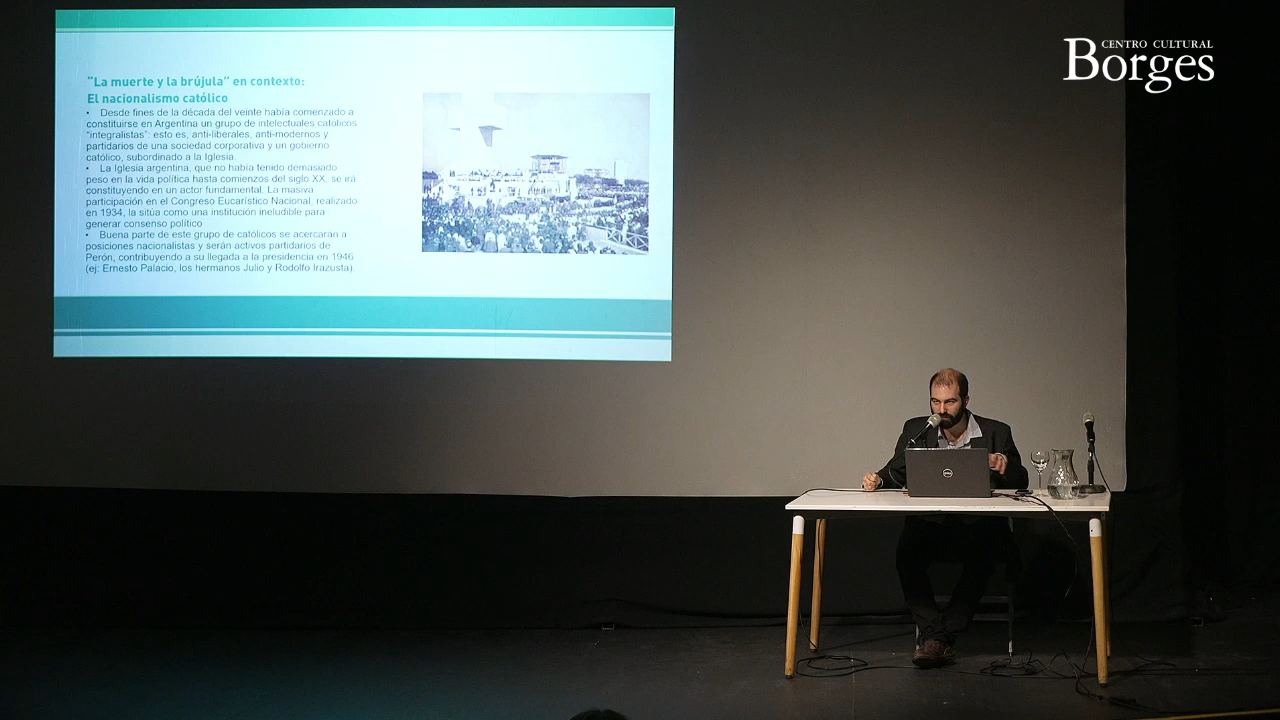 "La muerte y la brújula" en contexto:
El nacionalismo católico
• Desde fines de la década del veinte había comenzado a
constituirse en Argentina un grupo de intelectuales católicos
"integralistas": esto es, anti-liberales, anti-modernos y
partidarios de una sociedad corporativa y un gobierno
católico, subordinado a la Iglesia.
• La Iglesia argentina, que no había tenido demasiado
peso en la vida política hasta comienzos del siglo XX, se irá
constituyendo en un actor fundamental. La masiva
participación en el Congreso Eucarístico Nacional, realizado
en 1934, la sitúa como una institución ineludible para
generar consenso político
• Buena parte de este grupo de católicos se acercarán a
posiciones nacionalistas y serán activos partidarios de
Perón, contribuyendo a su llegada a la presidencia en 1946
(ej: Ernesto Palacio, los hermanos Julio y Rodolfo Irazusta).
CENTRO CULTURAL
Borges
DELL